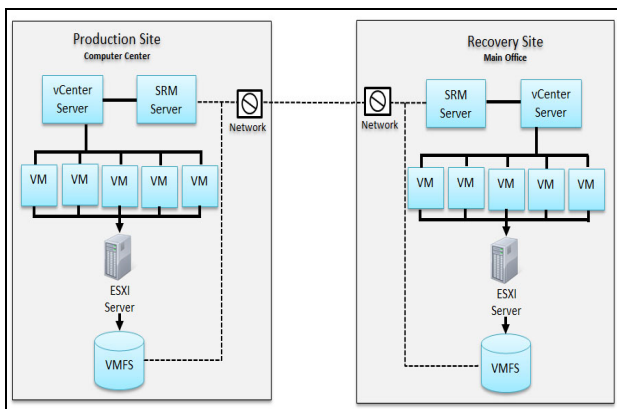 Production Site
Computer Center
vCenter
Server
SRM
Server
Network
VM
VM
VM
VM
VM
ESXI
Server
VMFS
Recovery Site
Main Office
Network
SRM
Server
vCenter
Server
VM
VM
VM
VM
VM
ESXI
Server
VMFS